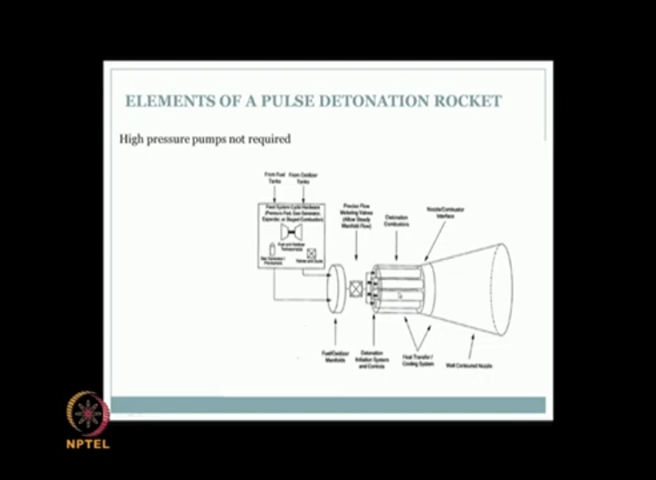 ELEMENTS OF A PULSE DETONATION ROCKET
High pressure pumps not required
From Fuel
Tanks
From Oxidizer
Tanks
Feed System Cycle Hardware
(Pressure Fed, Gas Generator,
Expander, or Staged Combustion)
Fuel and Oxidizer
Turbopumps
Gas Generator /
Preburners
Valves and Ducts
Precise Flow
Metering Valves
(Allow Steady
Manifold Flow)
Detonation
Combustors
Nozzle/Combustor
Interface
Fuel/Oxidizer
Manifolds
Detonation
Initiation System
and Controls
Heat Transfer /
Cooling System
Well Contoured Nozzle
NPTEL